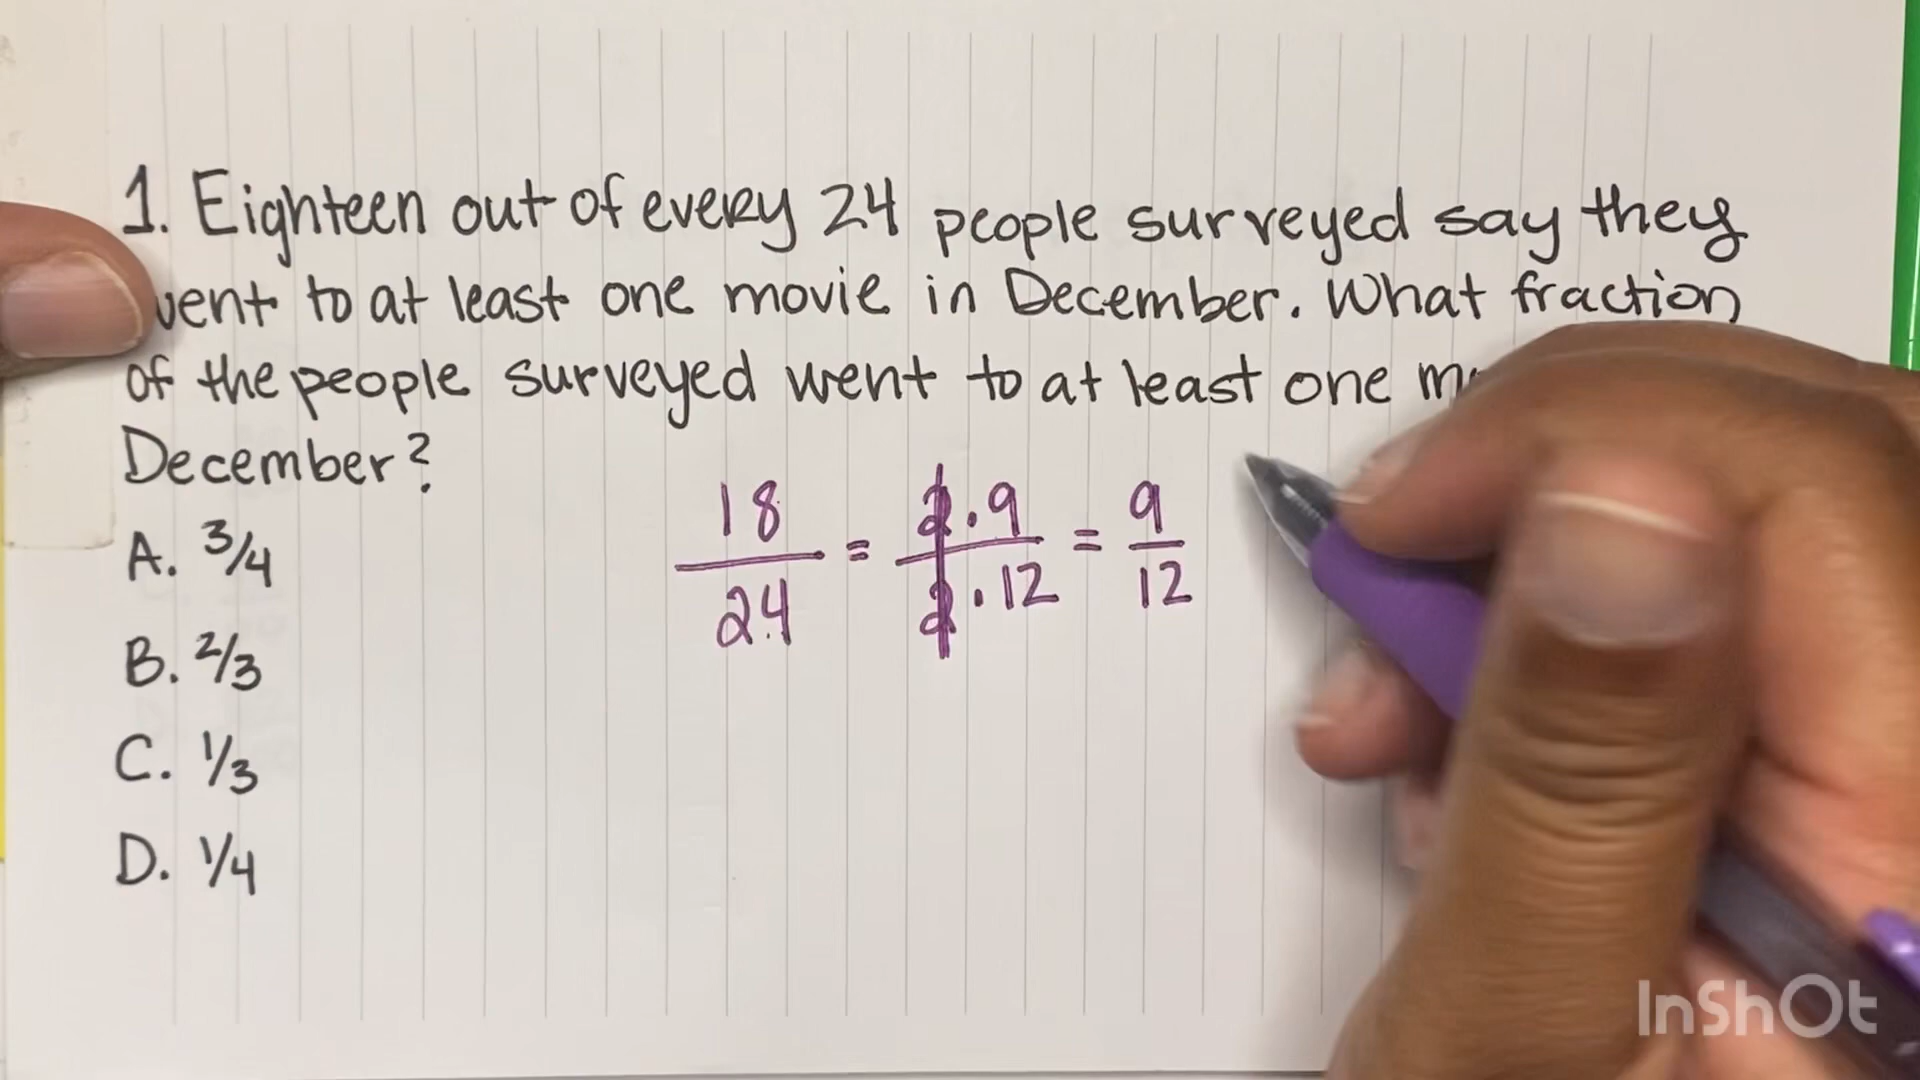 1. Eighteen out of every 24 people surveyed say they
went to at least one movie in December. What fraction
of the people surveyed went to at least one
December?
18/24 = 2·9/2·12 = 9/12
A. 3/4
B. 2/3
C. 1/3
D. 1/4
InShOt